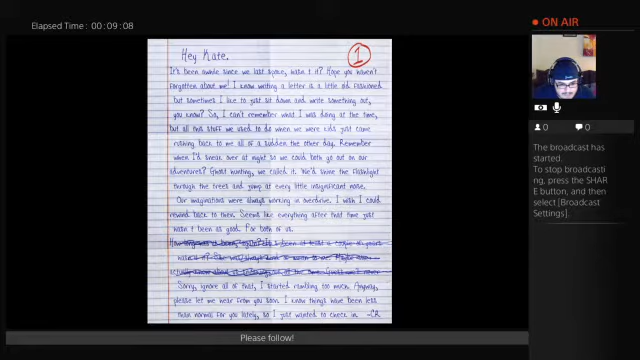 Elapsed Time : 00:09:08
ON AIR
1
Hey Kate,
It's been awhile since we last spoke, wasn't it? Hope you haven't
forgotten about me! I know writing a letter is a little old fashioned
but sometimes I like to just sit down and write something out,
you know? So, I can't remember what I was doing at the time,
but all this stuff we used to do when we were kids just came
rushing back to me all of a sudden the other day. Remember
when I'd sneak over at night so we could both go out on our
adventures? Ghost hunting, we called it. We'd shine the flashlight
through the trees and jump at every little insignificant noise.
Our imaginations were always working in overdrive. I wish I could
rewind back to then. Seems like everything after that time just
wasn't been as good. For both of us.
Sorry, ignore all of that, I started rambling too much. Anyway,
please let me hear from you soon. I know things have been less
than normal for you lately, so I just wanted to check in. -CR
0
0
The broadcast has
started.
To stop broadcasti
ng, press the SHAR
E button, and then
select [Broadcast
Settings].
Please follow!